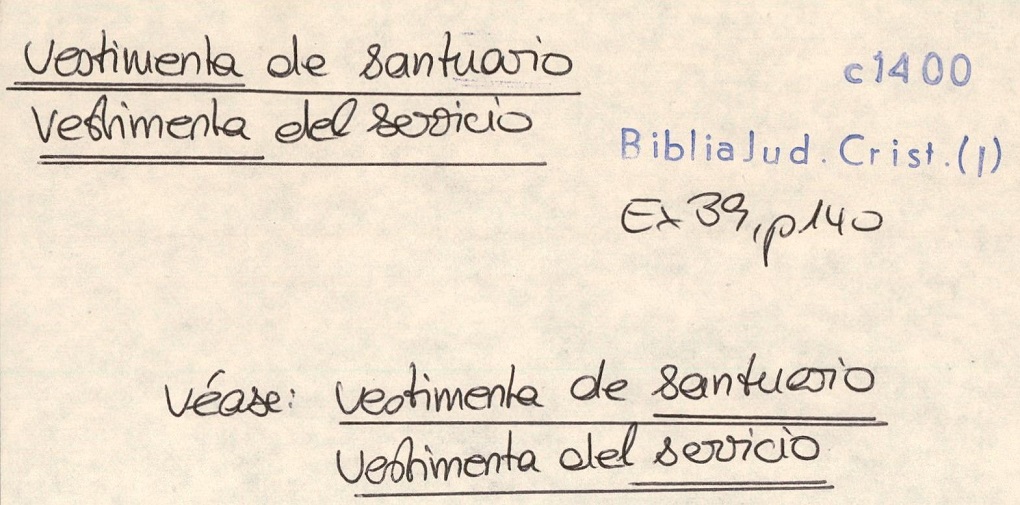 Vestimenta de santuario
Vestimenta del servicio
c1400
Biblia Jud. Crist.(I)
Ex 39, p140
Véase: vestimenta de santuario
vestimenta del servicio